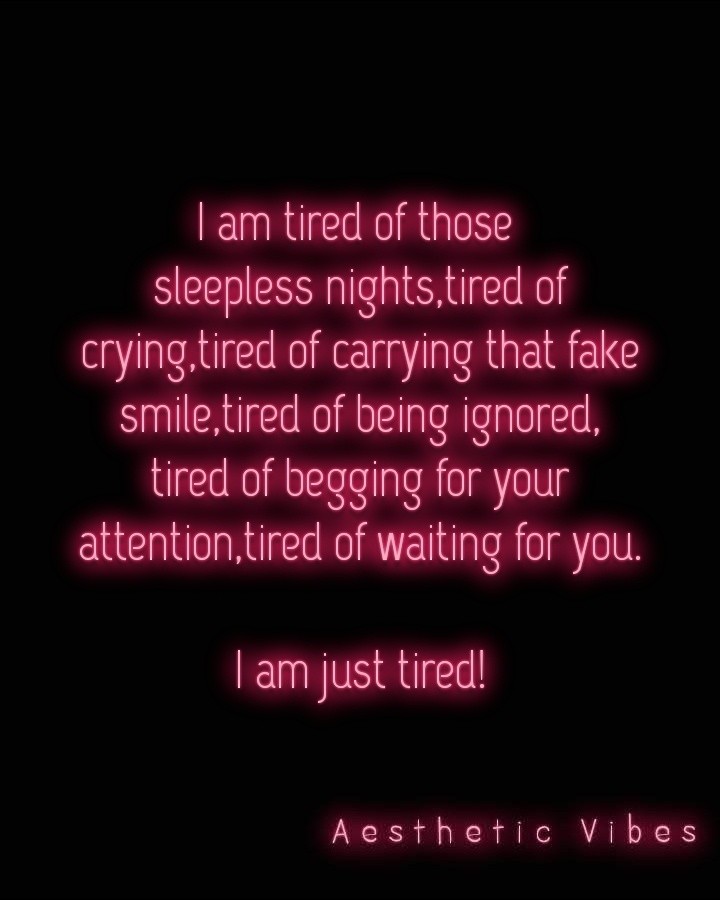 I am tired of those
sleepless nights,tired of
crying,tired of carrying that fake
smile,tired of being ignored,
tired of begging for your
attention,tired of waiting for you.
I am just tired!
Aesthetic Vibes